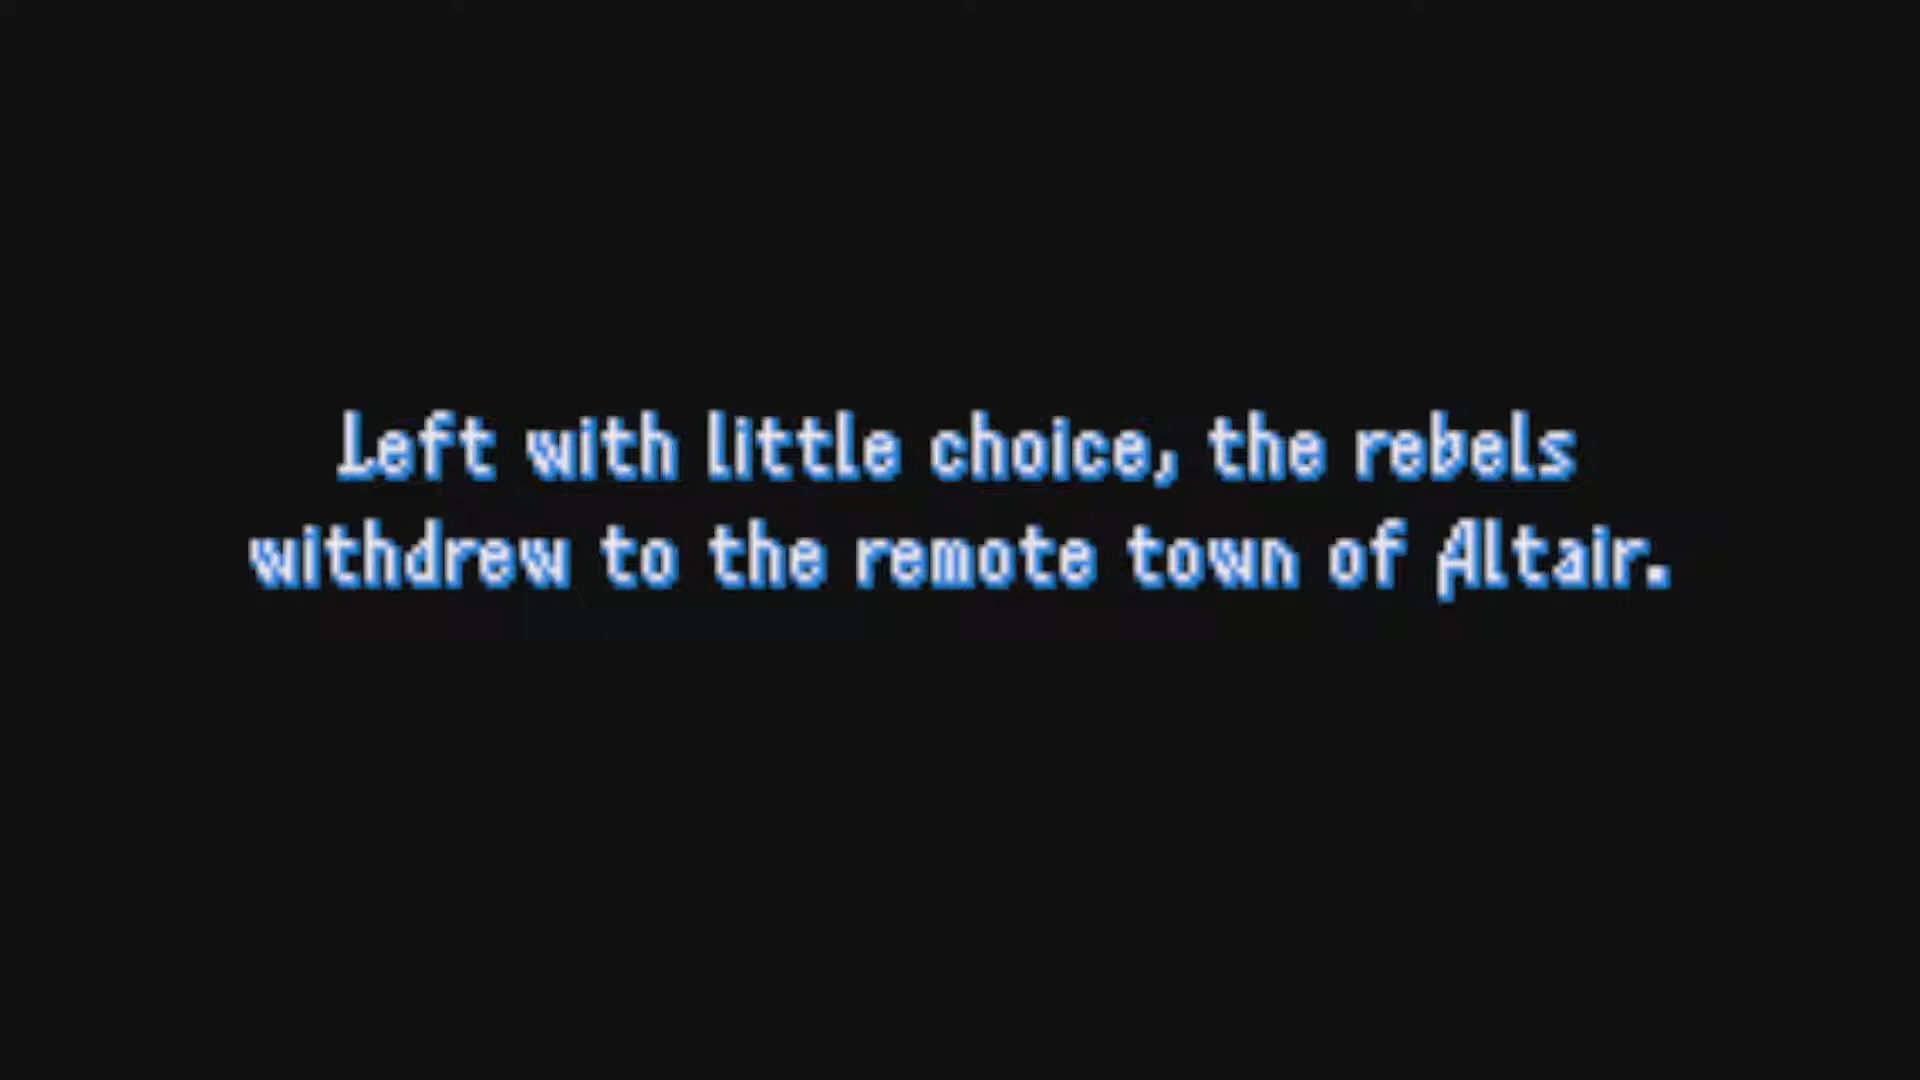 Left with little choice, the rebels
withdrew to the remote town of Altair.